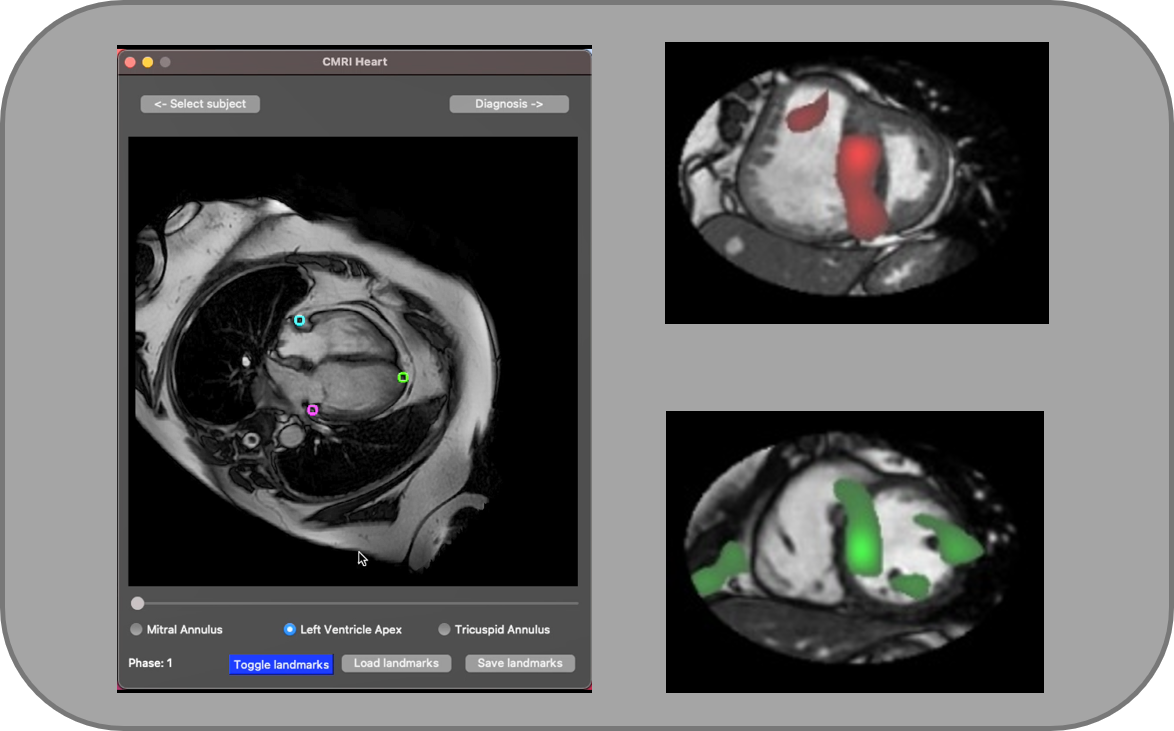 CMRI Heart
<- Select subject
Diagnosis ->
Mitral Annulus
Left Ventricle Apex
Tricuspid Annulus
Phase: 1
Toggle landmarks
Load landmarks
Save landmarks